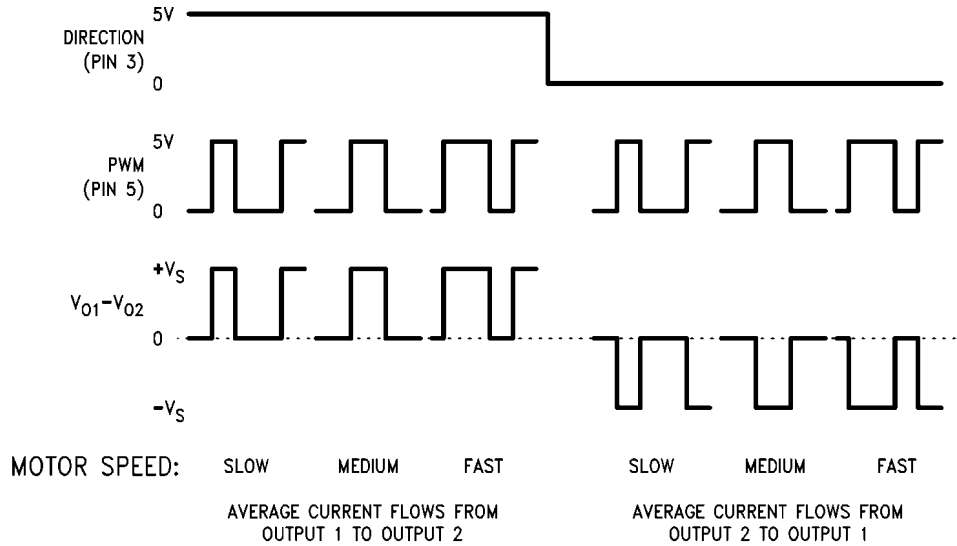 5V
DIRECTION
(PIN 3)
0
5V
PWM
(PIN 5)
0
+VS
VO1-VO2
0
-VS
MOTOR SPEED: SLOW MEDIUM FAST SLOW MEDIUM FAST
AVERAGE CURRENT FLOWS FROM
OUTPUT 1 TO OUTPUT 2
AVERAGE CURRENT FLOWS FROM
OUTPUT 2 TO OUTPUT 1